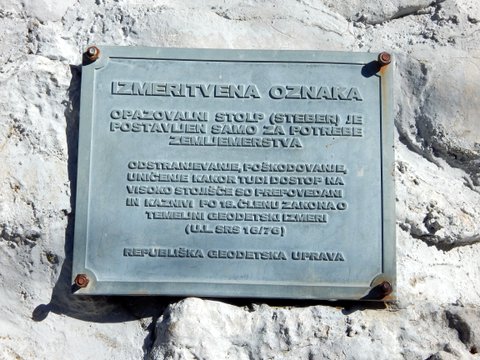 IZMERITVENA OZNAKA
OPAZOVALNI STOLP (STEBER) JE
POSTAVLJEN SAMO ZA POTREBE
ZEMLJEMERSTVA
ODSTRANJEVANJE, POŠKODOVANJE,
UNIČENJE KAKOR TUDI DOSTOP NA
VISOKO STOJIŠČE SO PREPOVEDANI
IN KAZNIVI PO 18. ČLENU ZAKONA O
TEMELJNI GEODETSKI IZMERI
(U.L. SRS 16/76)
REPUBLIŠKA GEODETSKA UPRAVA